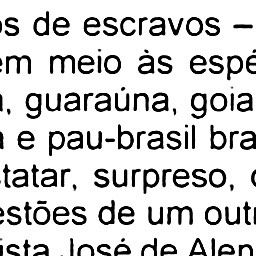 os de escravos –
em meio às espé
, guaraúna, goia
e pau-brasil bra
statar, surpreso,
estões de um outr
ista José de Alen